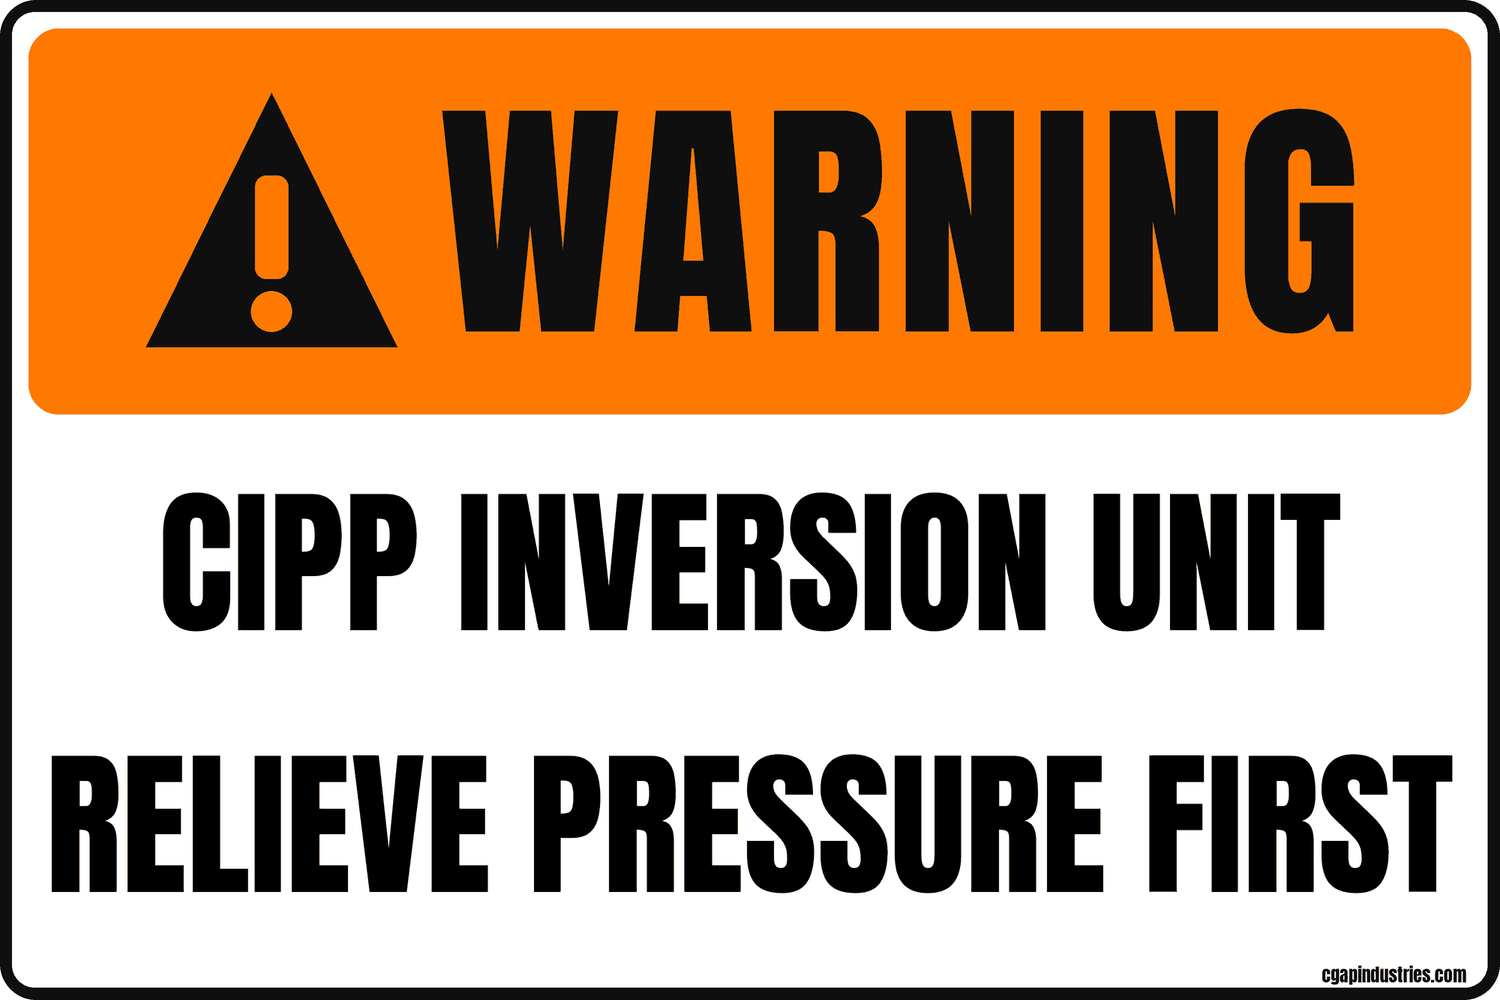 WARNING
CIPP INVERSION UNIT
RELIEVE PRESSURE FIRST
cgapindustries.com